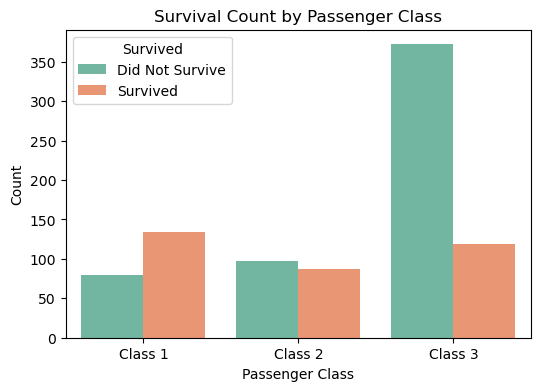 Survival Count by Passenger Class
Survived
Did Not Survive
Survived
Count
350
300
250
200
150
100
50
0
Class 1
Class 2
Class 3
Passenger Class